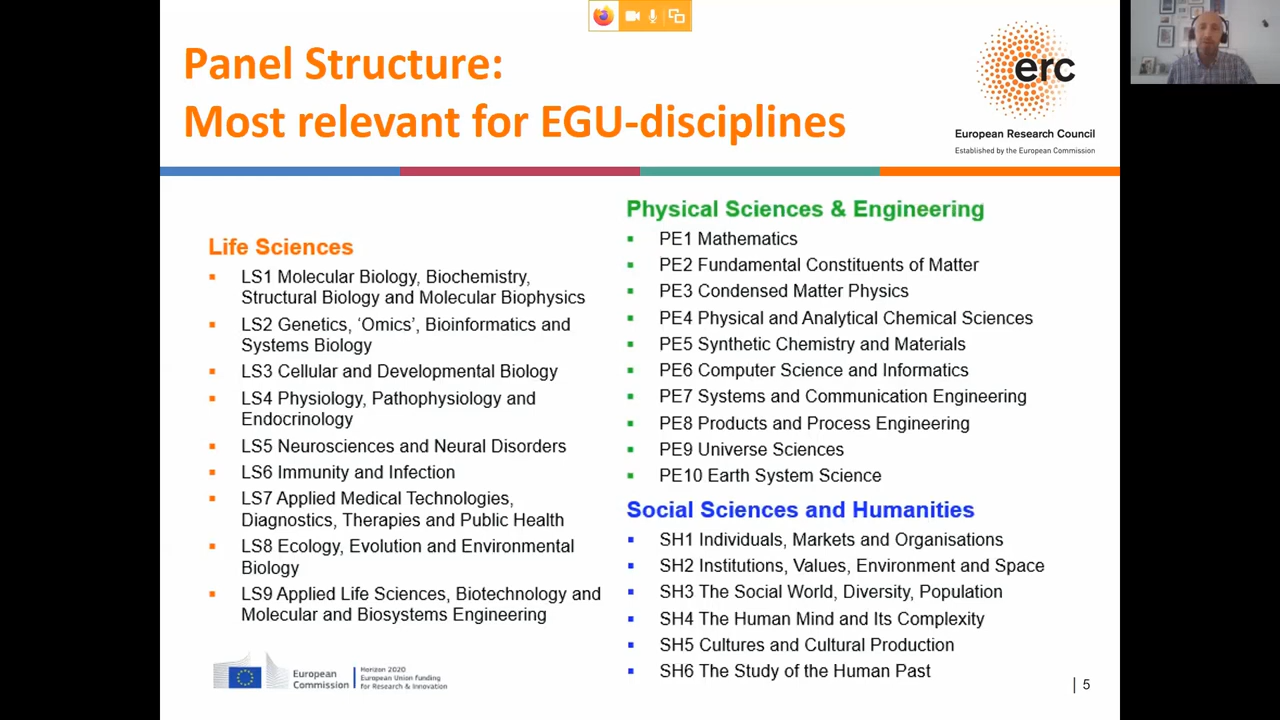 Panel Structure:
Most relevant for EGU-disciplines
erc
European Research Council
Established by the European Commission
Life Sciences
▪ LS1 Molecular Biology, Biochemistry,
Structural Biology and Molecular Biophysics
▪ LS2 Genetics, ‘Omics’, Bioinformatics and
Systems Biology
▪ LS3 Cellular and Developmental Biology
▪ LS4 Physiology, Pathophysiology and
Endocrinology
▪ LS5 Neurosciences and Neural Disorders
▪ LS6 Immunity and Infection
▪ LS7 Applied Medical Technologies,
Diagnostics, Therapies and Public Health
▪ LS8 Ecology, Evolution and Environmental
Biology
▪ LS9 Applied Life Sciences, Biotechnology and
Molecular and Biosystems Engineering
Physical Sciences & Engineering
▪ PE1 Mathematics
▪ PE2 Fundamental Constituents of Matter
▪ PE3 Condensed Matter Physics
▪ PE4 Physical and Analytical Chemical Sciences
▪ PE5 Synthetic Chemistry and Materials
▪ PE6 Computer Science and Informatics
▪ PE7 Systems and Communication Engineering
▪ PE8 Products and Process Engineering
▪ PE9 Universe Sciences
▪ PE10 Earth System Science
Social Sciences and Humanities
▪ SH1 Individuals, Markets and Organisations
▪ SH2 Institutions, Values, Environment and Space
▪ SH3 The Social World, Diversity, Population
▪ SH4 The Human Mind and Its Complexity
▪ SH5 Cultures and Cultural Production
▪ SH6 The Study of the Human Past
European
Commission
Horizon 2020
European Union funding
for Research & Innovation
| 5